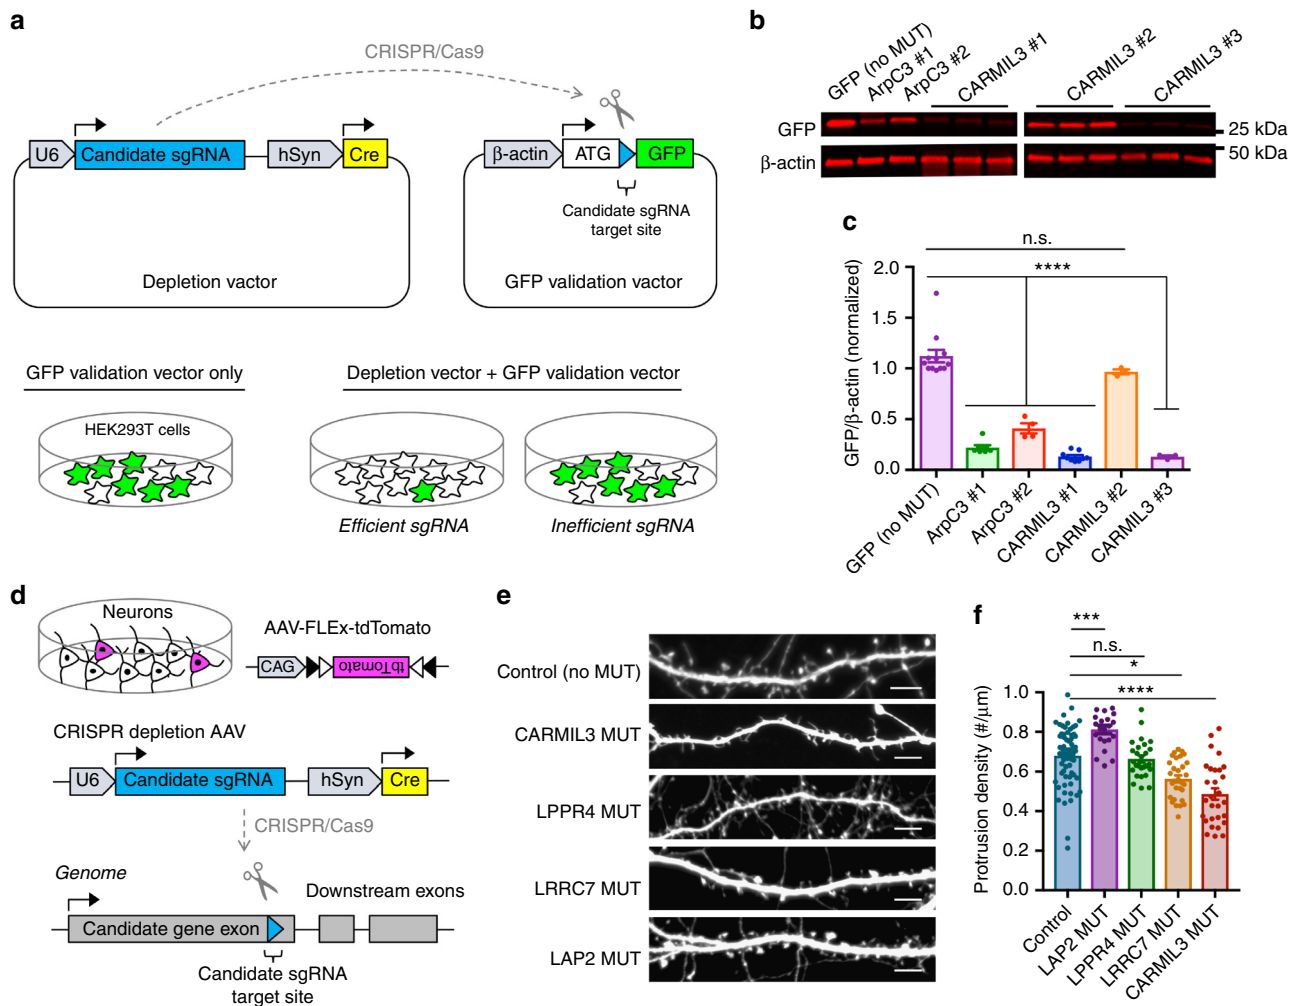 a
CRISPR/Cas9
U6
Candidate sgRNA
hSyn
Cre
β-actin
ATG
GFP
Candidate sgRNA
target site
Depletion vactor
GFP validation vactor
GFP validation vector only
Depletion vector + GFP validation vector
HEK293T cells
Efficient sgRNA
Inefficient sgRNA
b
GFP (no MUT)
ArpC3 #1
ArpC3 #2
CARMIL3 #1
CARMIL3 #2
CARMIL3 #3
GFP
25 kDa
50 kDa
β-actin
c
n.s.
****
GFP/β-actin (normalized)
2.0
1.5
1.0
0.5
0.0
GFP (no MUT)
ArpC3 #1
ArpC3 #2
CARMIL3 #1
CARMIL3 #2
CARMIL3 #3
d
Neurons
AAV-FLEx-tdTomato
CAG
tbTomato
CRISPR depletion AAV
U6
Candidate sgRNA
hSyn
Cre
CRISPR/Cas9
Genome
Downstream exons
Candidate gene exon
Candidate sgRNA
target site
e
Control (no MUT)
CARMIL3 MUT
LPPR4 MUT
LRRC7 MUT
LAP2 MUT
f
***
n.s.
*
****
Protrusion density (#/μm)
1.0
0.8
0.6
0.4
0.2
0.0
Control
LAP2 MUT
LPPR4 MUT
LRRC7 MUT
CARMIL3 MUT